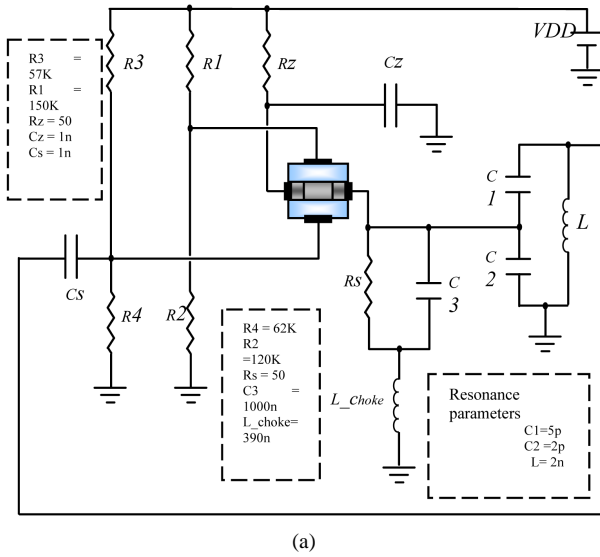 VDD
R3 =
57K
R1 =
150K
Rz = 50
Cz = 1n
Cs = 1n
R3
R1
Rz
Cz
C
1
L
C
2
Rs
C
3
Cs
R4
R2
R4 = 62K
R2
=120K
Rs = 50
C3 =
1000n
L_choke=
390n
L_choke
Resonance
parameters
C1=5p
C2 =2p
L= 2n
(a)